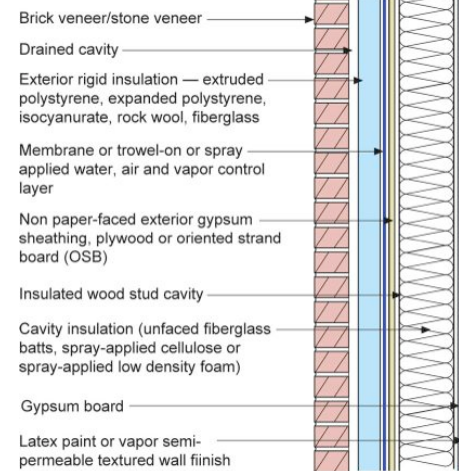 Brick veneer/stone veneer
Drained cavity
Exterior rigid insulation — extruded
polystyrene, expanded polystyrene,
isocyanurate, rock wool, fiberglass
Membrane or trowel-on or spray
applied water, air and vapor control
layer
Non paper-faced exterior gypsum
sheathing, plywood or oriented strand
board (OSB)
Insulated wood stud cavity
Cavity insulation (unfaced fiberglass
batts, spray-applied cellulose or
spray-applied low density foam)
Gypsum board
Latex paint or vapor semi-
permeable textured wall fiinish